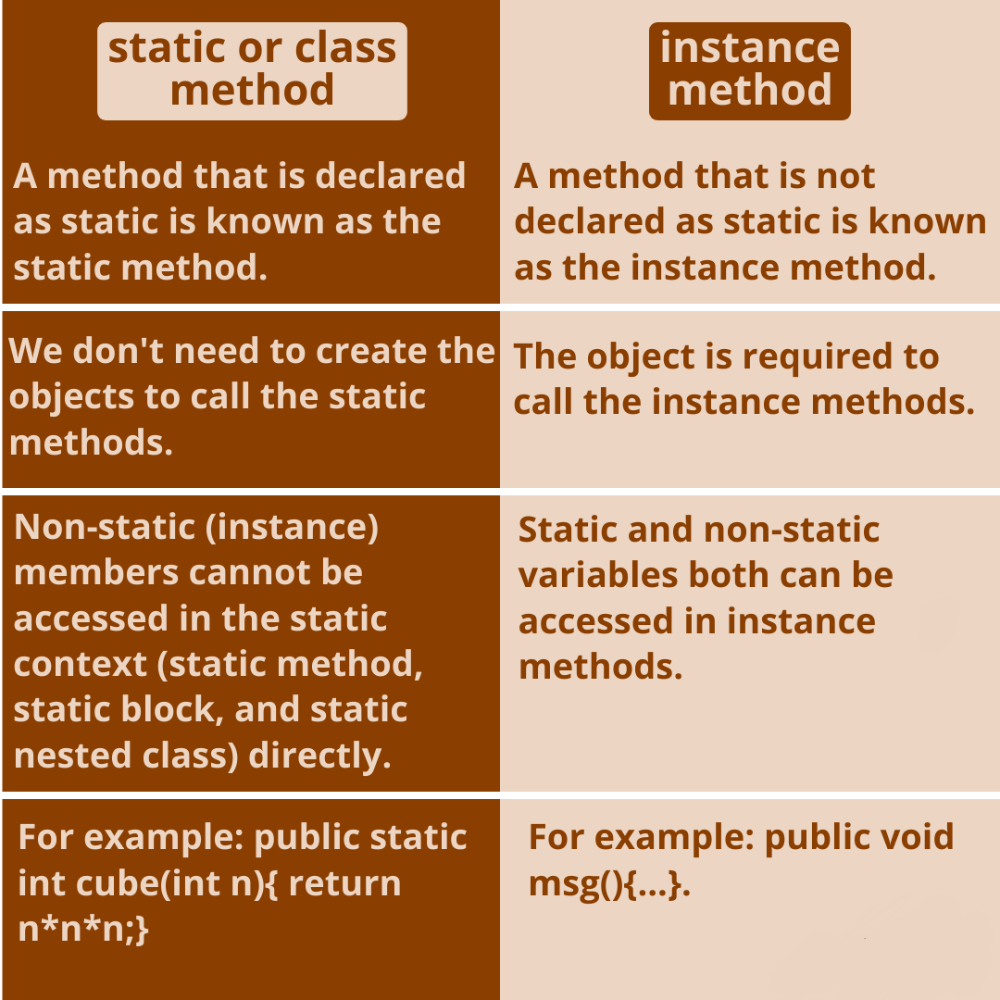 static or class
method
instance
method
A method that is declared
as static is known as the
static method.
A method that is not
declared as static is known
as the instance method.
We don't need to create the
objects to call the static
methods.
The object is required to
call the instance methods.
Non-static (instance)
members cannot be
accessed in the static
context (static method,
static block, and static
nested class) directly.
Static and non-static
variables both can be
accessed in instance
methods.
For example: public static
int cube(int n){ return
n*n*n;}
For example: public void
msg(){...}.